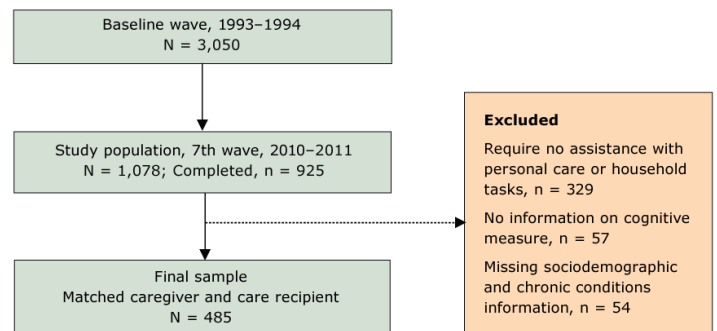 Baseline wave, 1993–1994
N = 3,050
Study population, 7th wave, 2010–2011
N = 1,078; Completed, n = 925
Excluded
Require no assistance with
personal care or household
tasks, n = 329
No information on cognitive
measure, n = 57
Missing sociodemographic
and chronic conditions
information, n = 54
Final sample
Matched caregiver and care recipient
N = 485